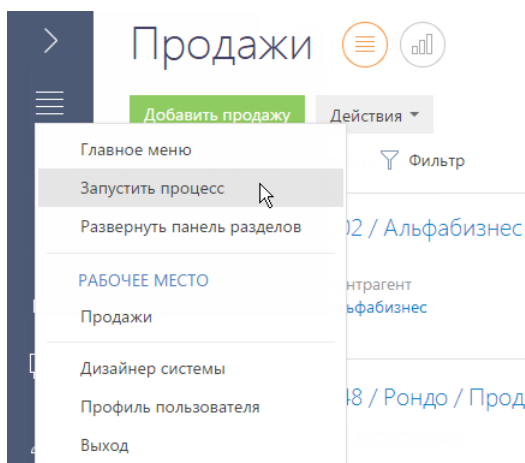 Продажи
Добавить продажу
Действия
Главное меню
Фильтр
Запустить процесс
Развернуть панель разделов
02 / Альфабизнес
РАБОЧЕЕ МЕСТО
нтрагент
Продажи
ьфабизнес
Дизайнер системы
48 / Рондо / Прод
Профиль пользователя
Выход